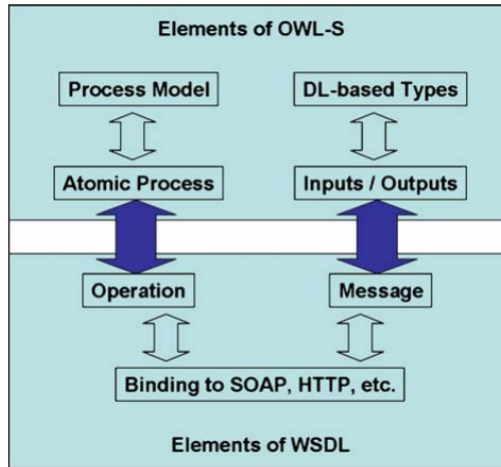 Elements of OWL-S
Process Model
DL-based Types
Atomic Process
Inputs / Outputs
Operation
Message
Binding to SOAP, HTTP, etc.
Elements of WSDL